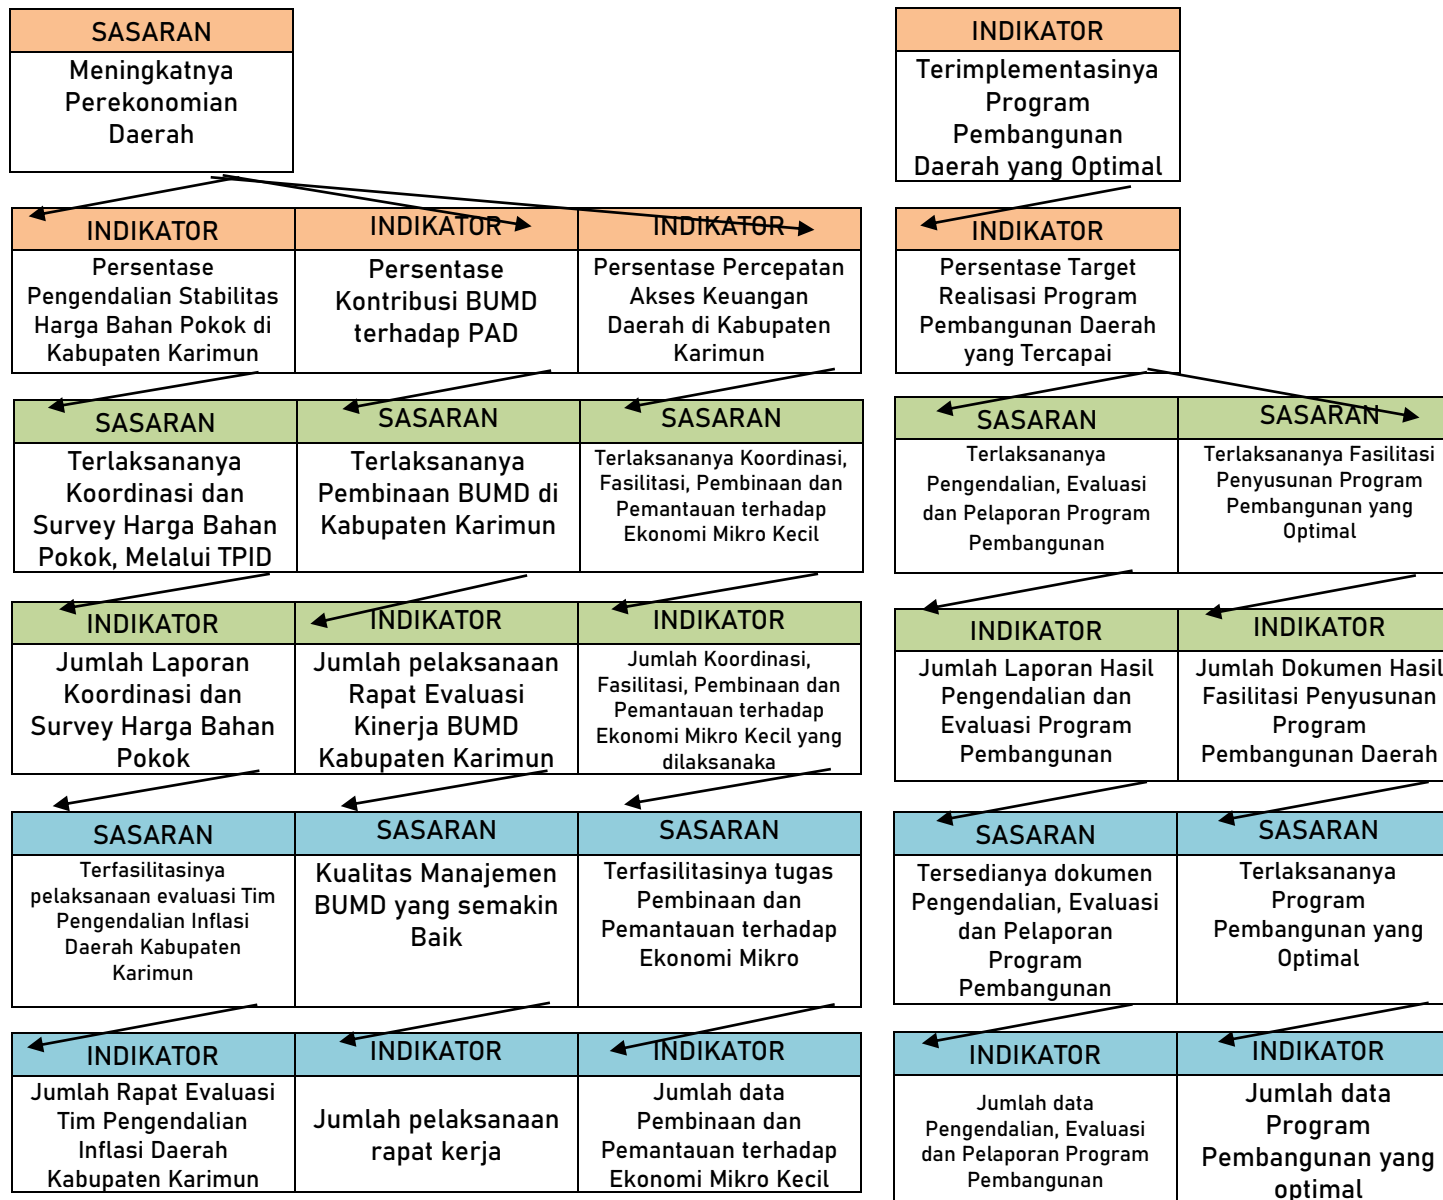 SASARAN
Meningkatnya
Perekonomian
Daerah
INDIKATOR
Terimplementasinya
Program
Pembangunan
Daerah yang Optimal
INDIKATOR
Persentase
Pengendalian Stabilitas
Harga Bahan Pokok di
Kabupaten Karimun
INDIKATOR
Persentase
Kontribusi BUMD
terhadap PAD
INDIKATOR
Persentase Percepatan
Akses Keuangan
Daerah di Kabupaten
Karimun
INDIKATOR
Persentase Target
Realisasi Program
Pembangunan Daerah
yang Tercapai
SASARAN
Terlaksananya
Koordinasi dan
Survey Harga Bahan
Pokok, Melalui TPID
SASARAN
Terlaksananya
Pembinaan BUMD di
Kabupaten Karimun
SASARAN
Terlaksananya Koordinasi,
Fasilitasi, Pembinaan dan
Pemantauan terhadap
Ekonomi Mikro Kecil
SASARAN
Terlaksananya
Pengendalian, Evaluasi
dan Pelaporan Program
Pembangunan
SASARAN
Terlaksananya Fasilitasi
Penyusunan Program
Pembangunan yang
Optimal
INDIKATOR
Jumlah Laporan
Koordinasi dan
Survey Harga Bahan
Pokok
INDIKATOR
Jumlah pelaksanaan
Rapat Evaluasi
Kinerja BUMD
Kabupaten Karimun
INDIKATOR
Jumlah Koordinasi,
Fasilitasi, Pembinaan dan
Pemantauan terhadap
Ekonomi Mikro Kecil yang
dilaksanaka
INDIKATOR
Jumlah Laporan Hasil
Pengendalian dan
Evaluasi Program
Pembangunan
INDIKATOR
Jumlah Dokumen Hasil
Fasilitasi Penyusunan
Program
Pembangunan Daerah
SASARAN
Terfasilitasinya
pelaksanaan evaluasi Tim
Pengendalian Inflasi
Daerah Kabupaten
Karimun
SASARAN
Kualitas Manajemen
BUMD yang semakin
Baik
SASARAN
Terfasilitasinya tugas
Pembinaan dan
Pemantauan terhadap
Ekonomi Mikro
SASARAN
Tersedianya dokumen
Pengendalian, Evaluasi
dan Pelaporan
Program
Pembangunan
SASARAN
Terlaksananya
Program
Pembangunan yang
Optimal
INDIKATOR
Jumlah Rapat Evaluasi
Tim Pengendalian
Inflasi Daerah
Kabupaten Karimun
INDIKATOR
Jumlah pelaksanaan
rapat kerja
INDIKATOR
Jumlah data
Pembinaan dan
Pemantauan terhadap
Ekonomi Mikro Kecil
INDIKATOR
Jumlah data
Pengendalian, Evaluasi
dan Pelaporan Program
Pembangunan
INDIKATOR
Jumlah data
Program
Pembangunan yang
optimal